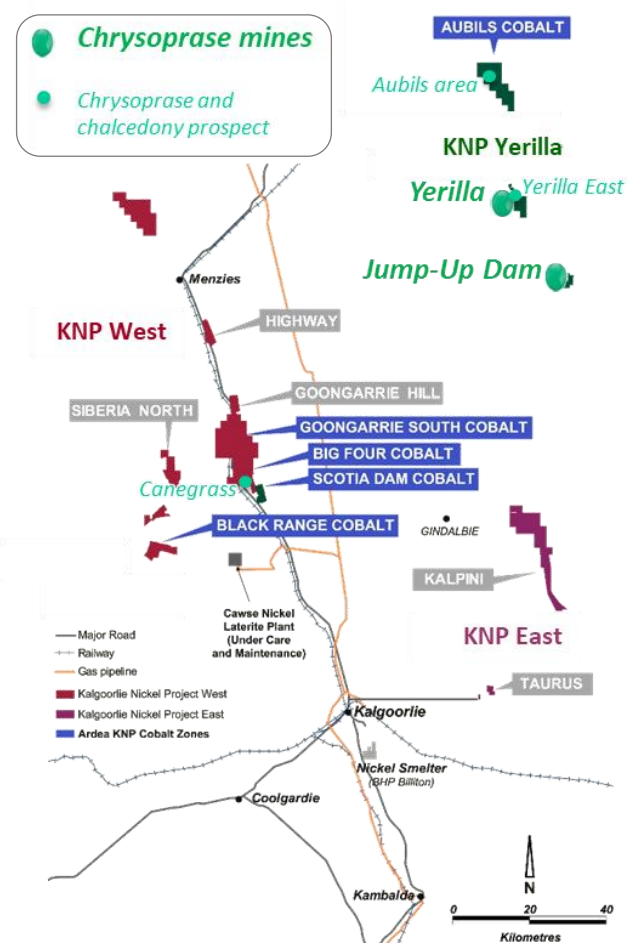 Chrysoprase mines
Chrysoprase and
chalcedony prospect
AUBILS COBALT
Aubils area
KNP Yerilla
Yerilla
Yerilla East
Jump-Up Dam
Menzies
KNP West
HIGHWAY
GOONGARRIE HILL
SIBERIA NORTH
GOONGARRIE SOUTH COBALT
BIG FOUR COBALT
SCOTIA DAM COBALT
Canegrass
BLACK RANGE COBALT
GINDALBIE
KALPINI
Cawse Nickel
Laterite Plant
(Under Care
and Maintenance)
KNP East
Major Road
Railway
Gas pipeline
Kalgoorlie Nickel Project West
Kalgoorlie Nickel Project East
Ardea KNP Cobalt Zones
TAURUS
Kalgoorlie
Nickel Smelter
(BHP Billiton)
Coolgardie
Kambalda
N
0 20 40
Kilometres